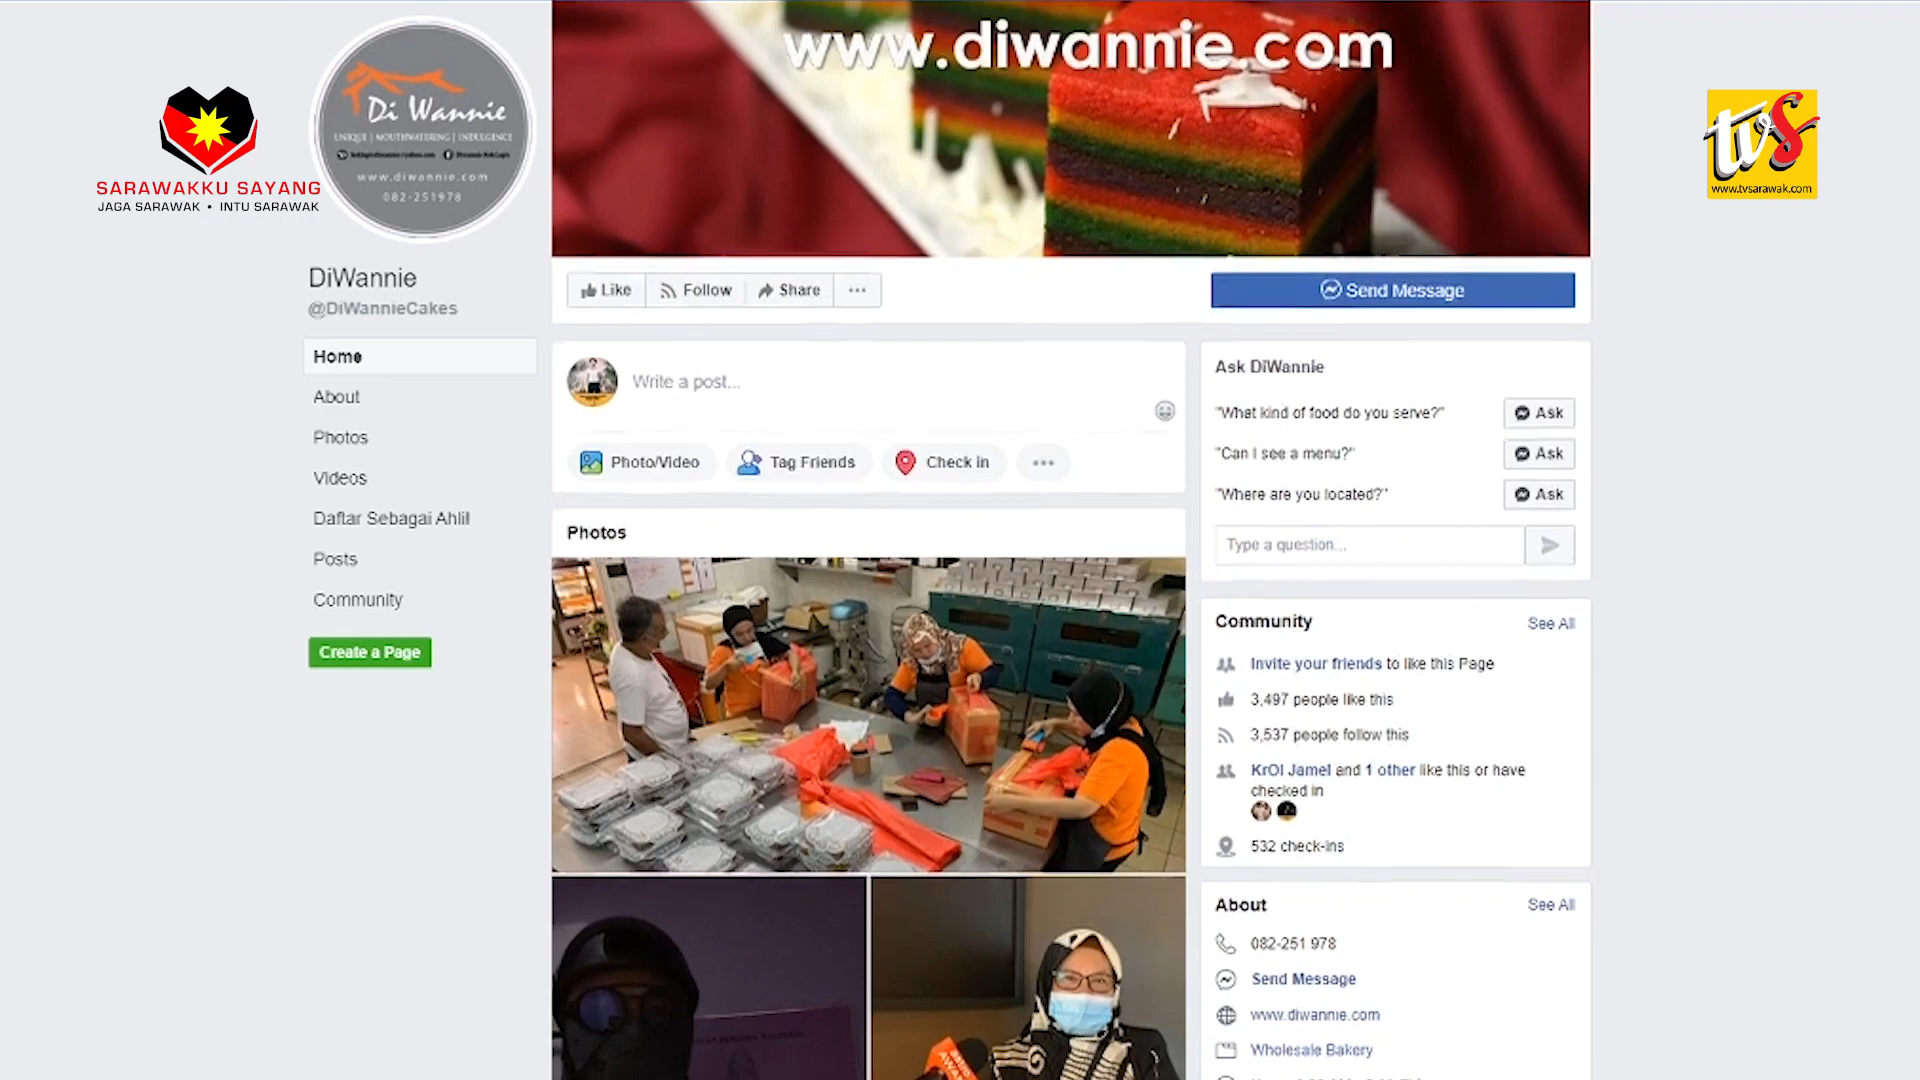 SARAWAKKU SAYANG
JAGA SARAWAK • INTU SARAWAK
Di Wannie
UNIQUE | MOUTHWATERING | INDULGENCE
www.diwannie.com
082-251978
www.diwannie.com
tvS
www.tvsarawak.com
DiWannie
@DiWannieCakes
Home
About
Photos
Videos
Daftar Sebagai Ahli!
Posts
Community
Create a Page
Like
Follow
Share
Send Message
Write a post...
Photo/Video
Tag Friends
Check in
Photos
Ask DiWannie
"What kind of food do you serve?"
Ask
"Can I see a menu?"
Ask
"Where are you located?"
Ask
Type a question...
Community
See All
Invite your friends to like this Page
3,497 people like this
3,537 people follow this
KrOl Jamel and 1 other like this or have
checked in
532 check-ins
About
See All
082-251 978
Send Message
www.diwannie.com
Wholesale Bakery